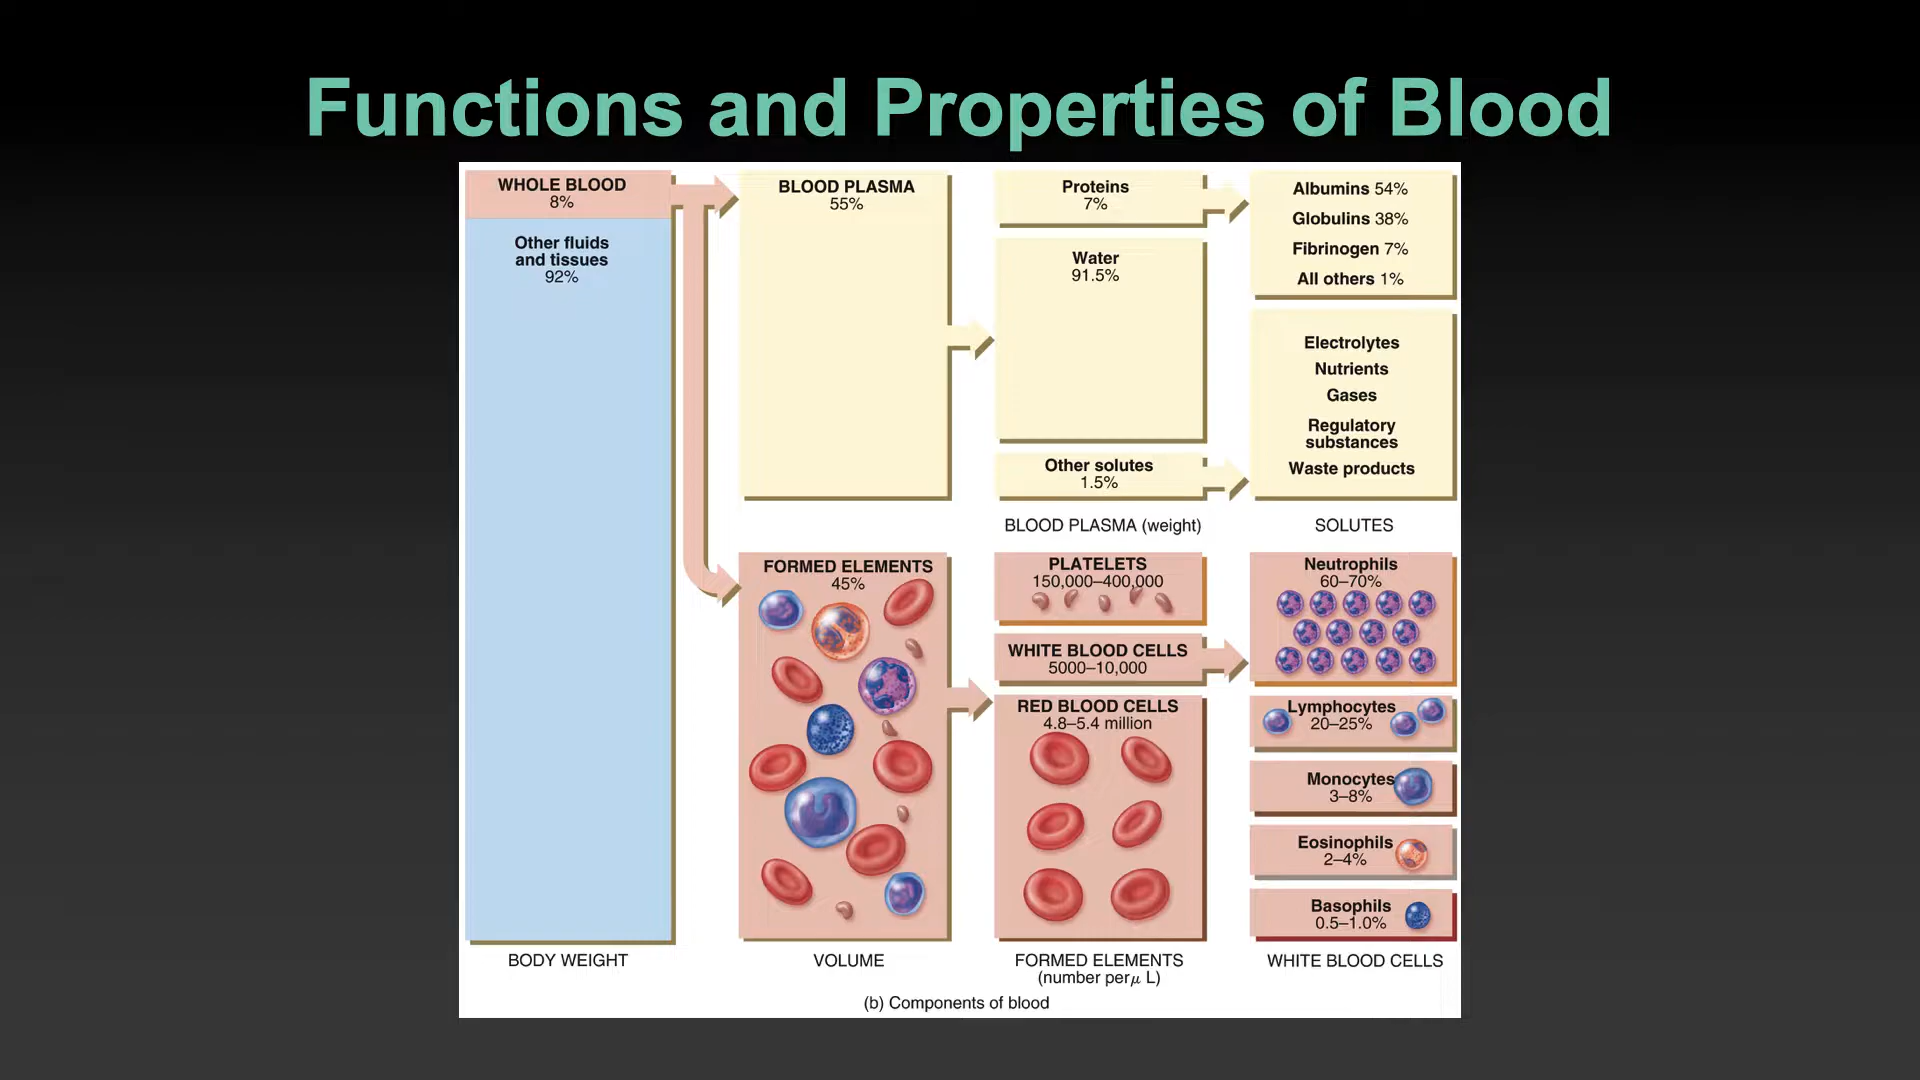 Functions and Properties of Blood
WHOLE BLOOD
8%
Other fluids
and tissues
92%
BODY WEIGHT
BLOOD PLASMA
55%
FORMED ELEMENTS
45%
VOLUME
Proteins
7%
Water
91.5%
Other solutes
1.5%
BLOOD PLASMA (weight)
Albumins 54%
Globulins 38%
Fibrinogen 7%
All others 1%
Electrolytes
Nutrients
Gases
Regulatory
substances
Waste products
SOLUTES
PLATELETS
150,000–400,000
WHITE BLOOD CELLS
5000–10,000
RED BLOOD CELLS
4.8–5.4 million
FORMED ELEMENTS
(number per μ L)
Neutrophils
60–70%
Lymphocytes
20–25%
Monocytes
3–8%
Eosinophils
2–4%
Basophils
0.5–1.0%
WHITE BLOOD CELLS
(b) Components of blood